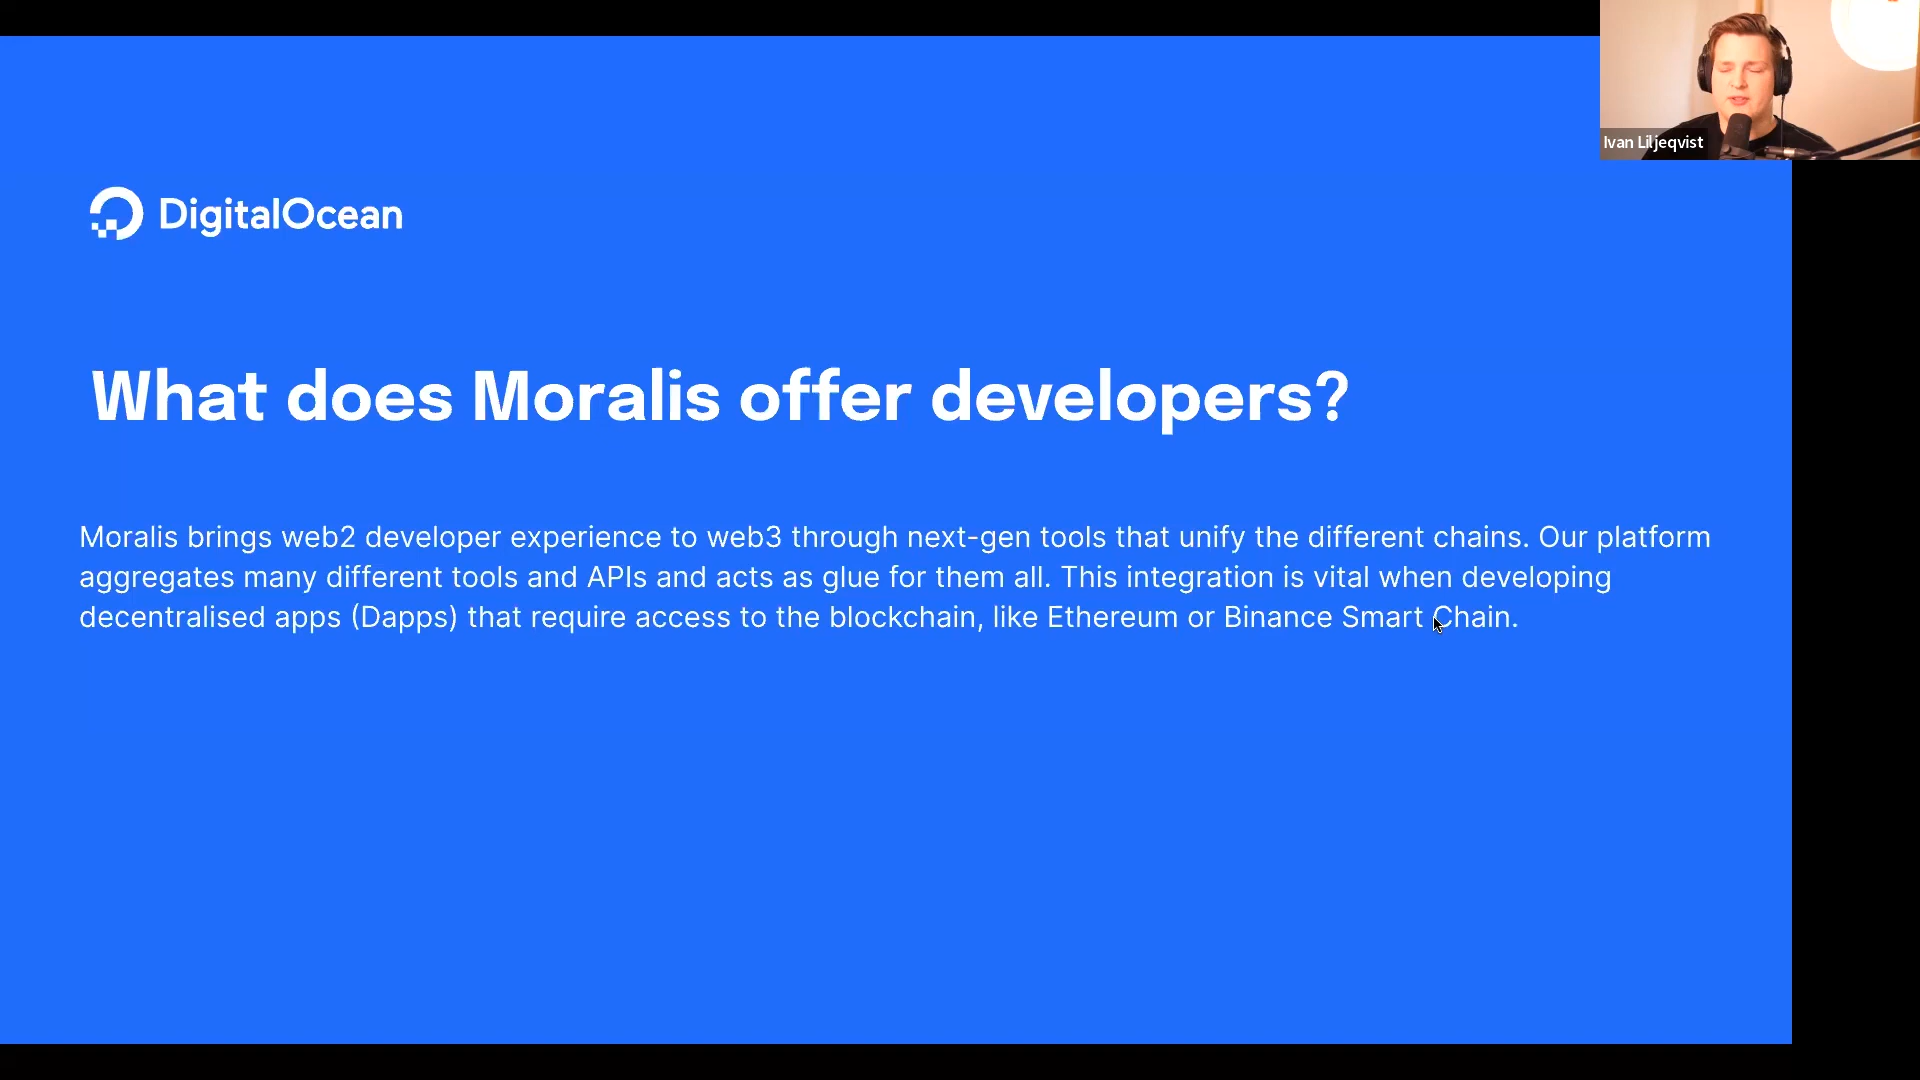 Ivan Liljeqvist
DigitalOcean
What does Moralis offer developers?
Moralis brings web2 developer experience to web3 through next-gen tools that unify the different chains. Our platform
aggregates many different tools and APIs and acts as glue for them all. This integration is vital when developing
decentralised apps (Dapps) that require access to the blockchain, like Ethereum or Binance Smart Chain.